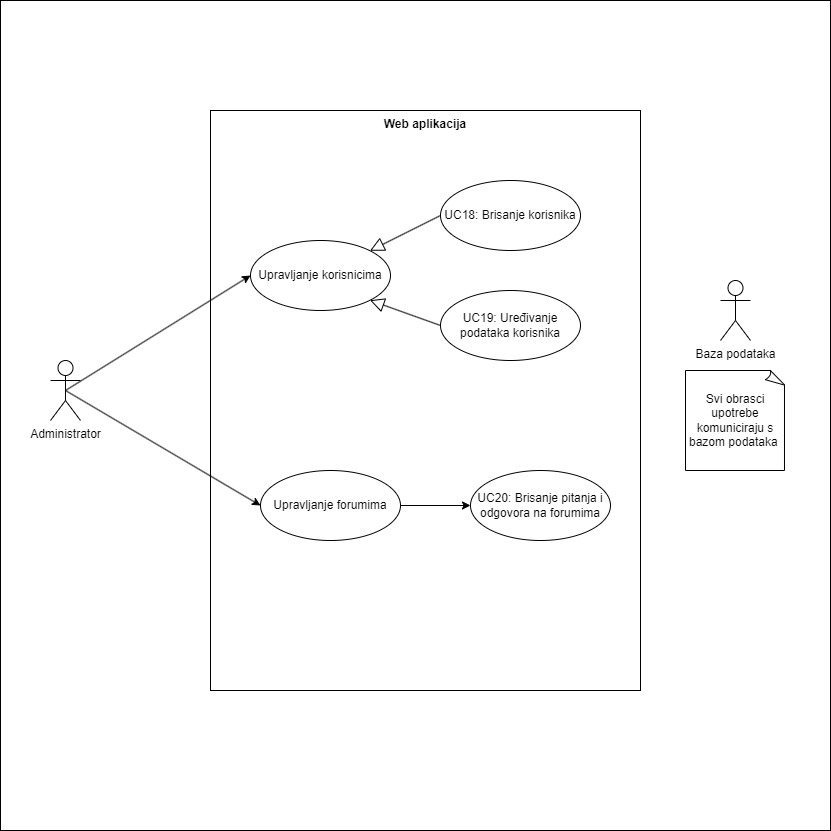 Web aplikacija
UC18: Brisanje korisnika
Upravljanje korisnicima
UC19: Uređivanje
podataka korisnika
Baza podataka
Svi obrasci
upotrebe
komuniciraju s
bazom podataka
Administrator
Upravljanje forumima
UC20: Brisanje pitanja i
odgovora na forumima